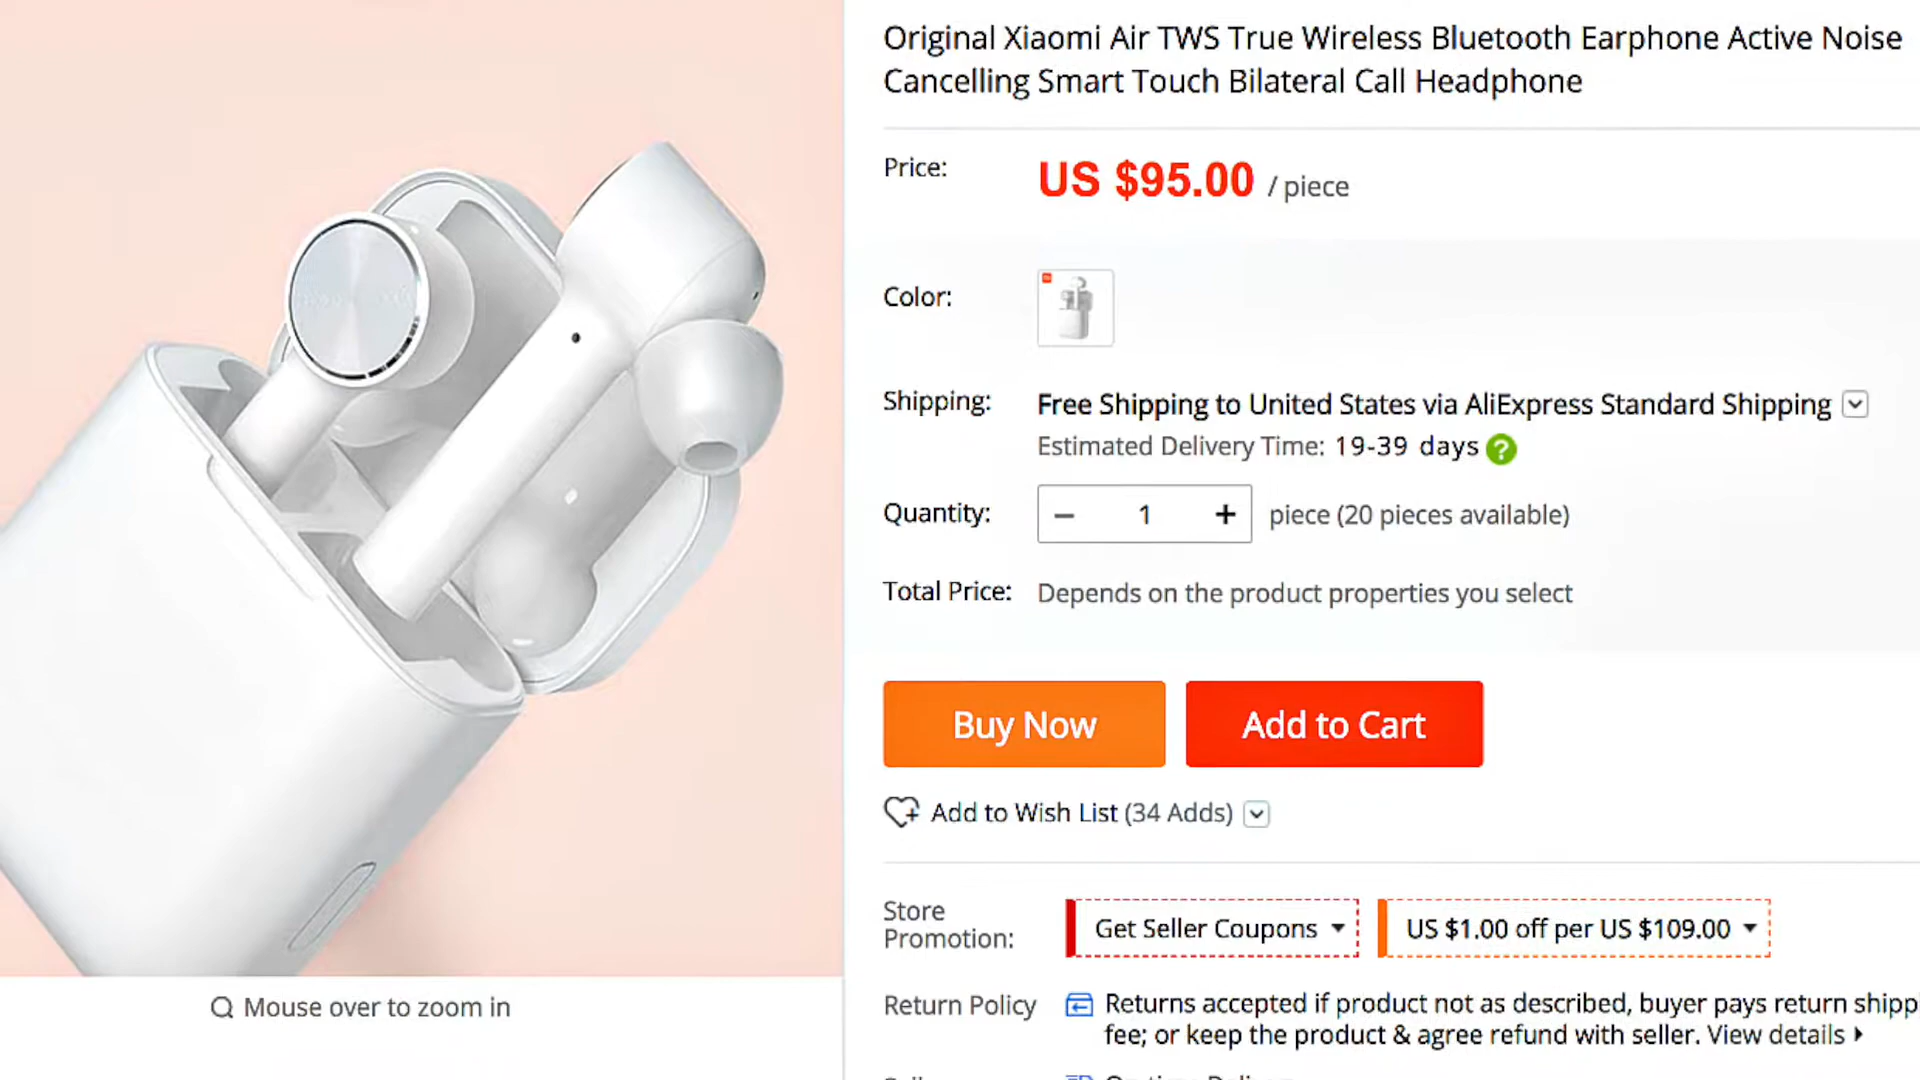 Original Xiaomi Air TWS True Wireless Bluetooth Earphone Active Noise
Cancelling Smart Touch Bilateral Call Headphone
Price: US $95.00 / piece
Color:
Shipping: Free Shipping to United States via AliExpress Standard Shipping
Estimated Delivery Time: 19-39 days ?
Quantity: − 1 + piece (20 pieces available)
Total Price: Depends on the product properties you select
Buy Now Add to Cart
Add to Wish List (34 Adds)
Store Promotion: Get Seller Coupons US $1.00 off per US $109.00
Mouse over to zoom in
Return Policy Returns accepted if product not as described, buyer pays return shipp
fee; or keep the product & agree refund with seller. View details